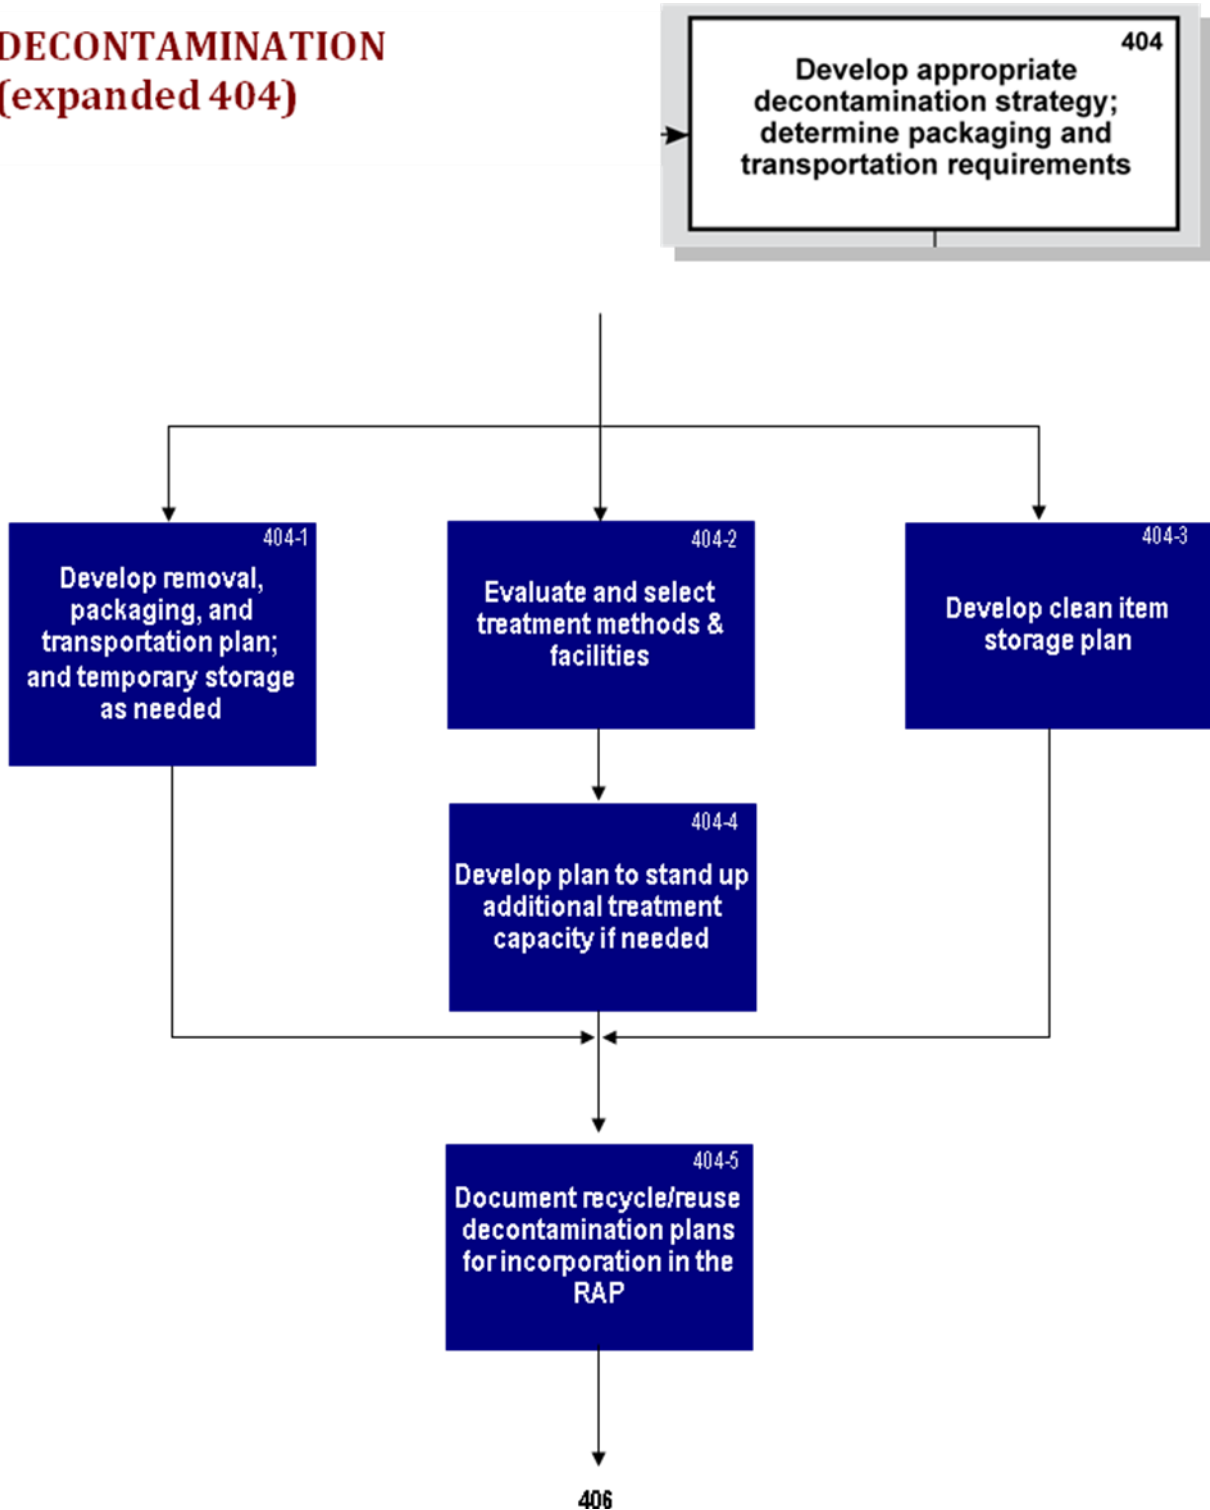 DECONTAMINATION
(expanded 404)
404
Develop appropriate
decontamination strategy;
determine packaging and
transportation requirements
404-1
Develop removal,
packaging, and
transportation plan;
and temporary storage
as needed
404-2
Evaluate and select
treatment methods &
facilities
404-3
Develop clean item
storage plan
404-4
Develop plan to stand up
additional treatment
capacity if needed
404-5
Document recycle/reuse
decontamination plans
for incorporation in the
RAP
406